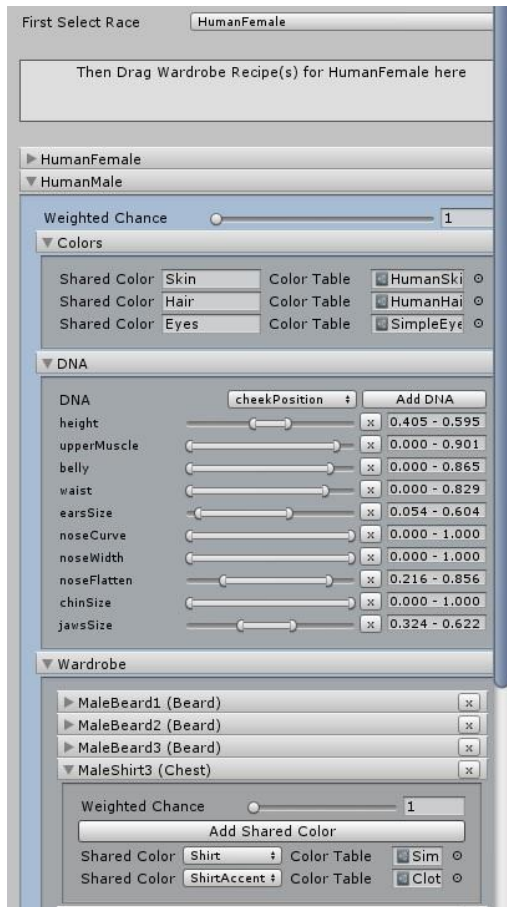 First Select Race HumanFemale
Then Drag Wardrobe Recipe(s) for HumanFemale here
HumanFemale
HumanMale
Weighted Chance 1
Colors
Shared Color Skin Color Table HumanSki
Shared Color Hair Color Table HumanHai
Shared Color Eyes Color Table SimpleEye
DNA
DNA cheekPosition Add DNA
height x 0.405 - 0.595
upperMuscle x 0.000 - 0.901
belly x 0.000 - 0.865
waist x 0.000 - 0.829
earsSize x 0.054 - 0.604
noseCurve x 0.000 - 1.000
noseWidth x 0.000 - 1.000
noseFlatten x 0.216 - 0.856
chinSize x 0.000 - 1.000
jawsSize x 0.324 - 0.622
Wardrobe
MaleBeard1 (Beard) x
MaleBeard2 (Beard) x
MaleBeard3 (Beard) x
MaleShirt3 (Chest) x
Weighted Chance 1
Add Shared Color
Shared Color Shirt Color Table Sim
Shared Color ShirtAccent Color Table Clot